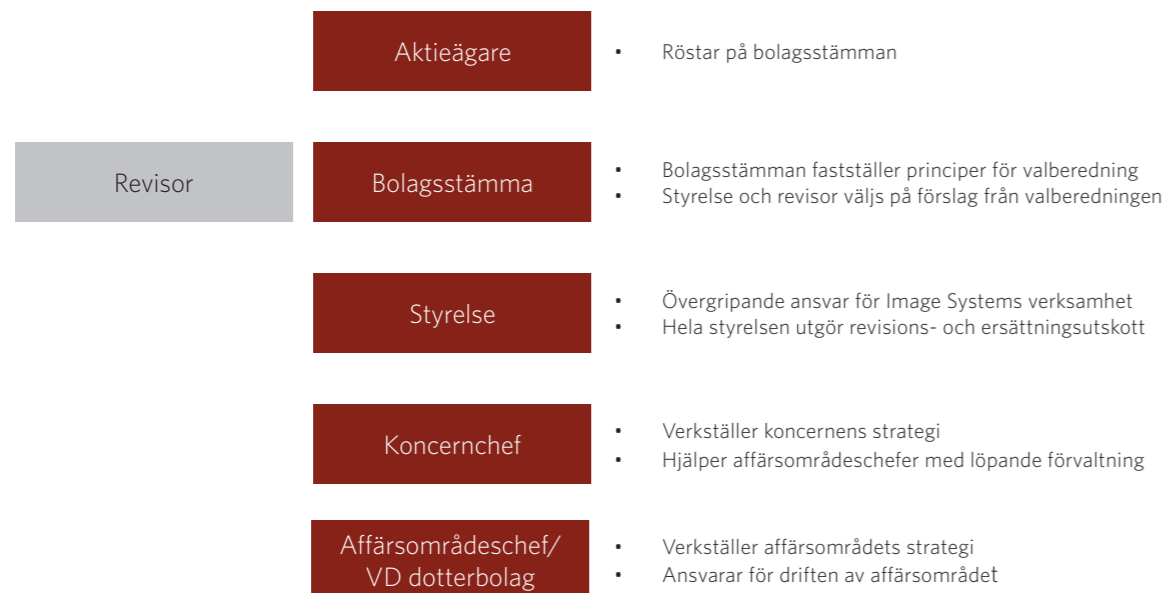 Aktieägare
• Röstar på bolagsstämman
Revisor
Bolagsstämma
• Bolagsstämman fastställer principer för valberedning
• Styrelse och revisor väljs på förslag från valberedningen
Styrelse
• Övergripande ansvar för Image Systems verksamhet
• Hela styrelsen utgör revisions- och ersättningsutskott
Koncernchef
• Verkställer koncernens strategi
• Hjälper affärsområdeschefer med löpande förvaltning
Affärsområdeschef/
VD dotterbolag
• Verkställer affärsområdets strategi
• Ansvarar för driften av affärsområdet